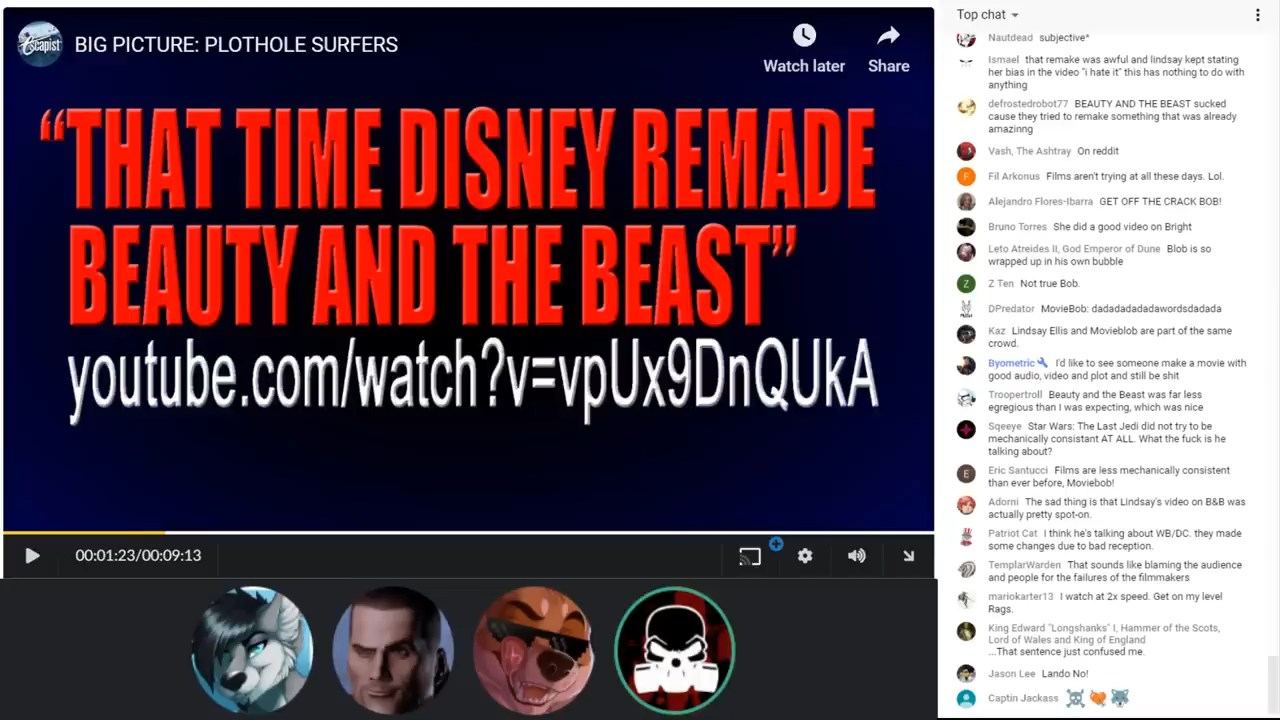 Escapist
BIG PICTURE: PLOTHOLE SURFERS
Watch later
Share
“THAT TIME DISNEY REMADE
BEAUTY AND THE BEAST”
youtube.com/watch?v=vpUx9DnQUkA
00:01:23/00:09:13
Top chat
Nautdead subjective*
Ismael that remake was awful and lindsay kept stating
her bias in the video "i hate it" this has nothing to do with
anything
defrostedrobot77 BEAUTY AND THE BEAST sucked
cause they tried to remake something that was already
amazinng
Vash, The Ashtray On reddit
F
Fil Arkonus Films aren't trying at all these days. Lol.
Alejandro Flores-Ibarra GET OFF THE CRACK BOB!
Bruno Torres She did a good video on Bright
Leto Atreides II, God Emperor of Dune Blob is so
wrapped up in his own bubble
Z
Z Ten Not true Bob.
DPredator MovieBob: dadadadadadawordsdadada
Kaz Lindsay Ellis and Movieblob are part of the same
crowd.
Byometric I'd like to see someone make a movie with
good audio, video and plot and still be shit
Troopertroll Beauty and the Beast was far less
egregious than I was expecting, which was nice
Sqeeye Star Wars: The Last Jedi did not try to be
mechanically consistant AT ALL. What the fuck is he
talking about?
E
Eric Santucci Films are less mechanically consistent
than ever before, Moviebob!
Adorni The sad thing is that Lindsay's video on B&B was
actually pretty spot-on.
Patriot Cat I think he's talking about WB/DC. they made
some changes due to bad reception.
TemplarWarden That sounds like blaming the audience
and people for the failures of the filmmakers
mariokarter13 I watch at 2x speed. Get on my level
Rags.
King Edward "Longshanks" I, Hammer of the Scots,
Lord of Wales and King of England
...That sentence just confused me.
Jason Lee Lando No!
Captin Jackass ☠️💘🐺